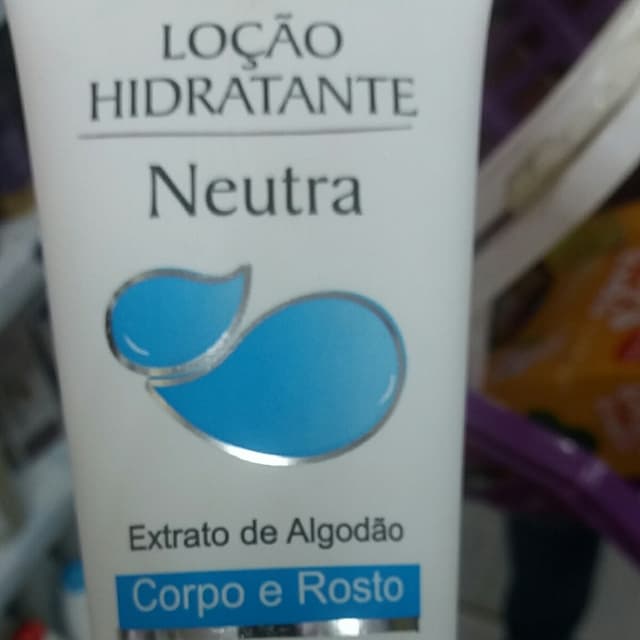 LOÇÃO
HIDRATANTE
Neutra
Extrato de Algodão
Corpo e Rosto